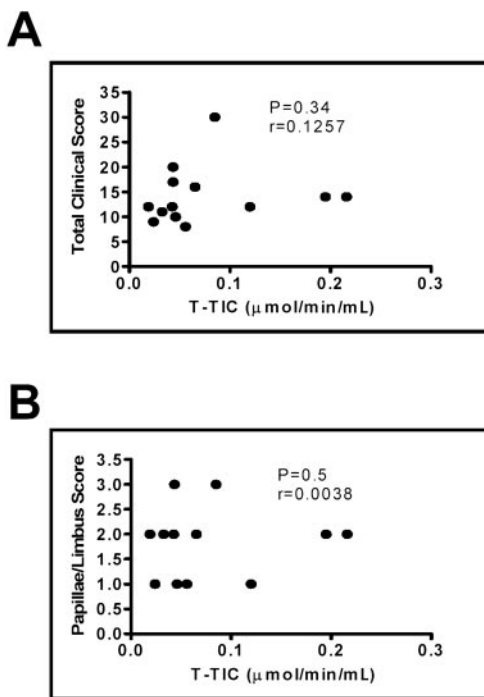 A
35
30
25
20
15
10
5
0
Total Clinical Score
P=0.34
r=0.1257
0.0 0.1 0.2 0.3
T-TIC (μmol/min/mL)
B
3.5
3.0
2.5
2.0
1.5
1.0
0.5
0.0
Papillae/Limbus Score
P=0.5
r=0.0038
0.0 0.1 0.2 0.3
T-TIC (μmol/min/mL)